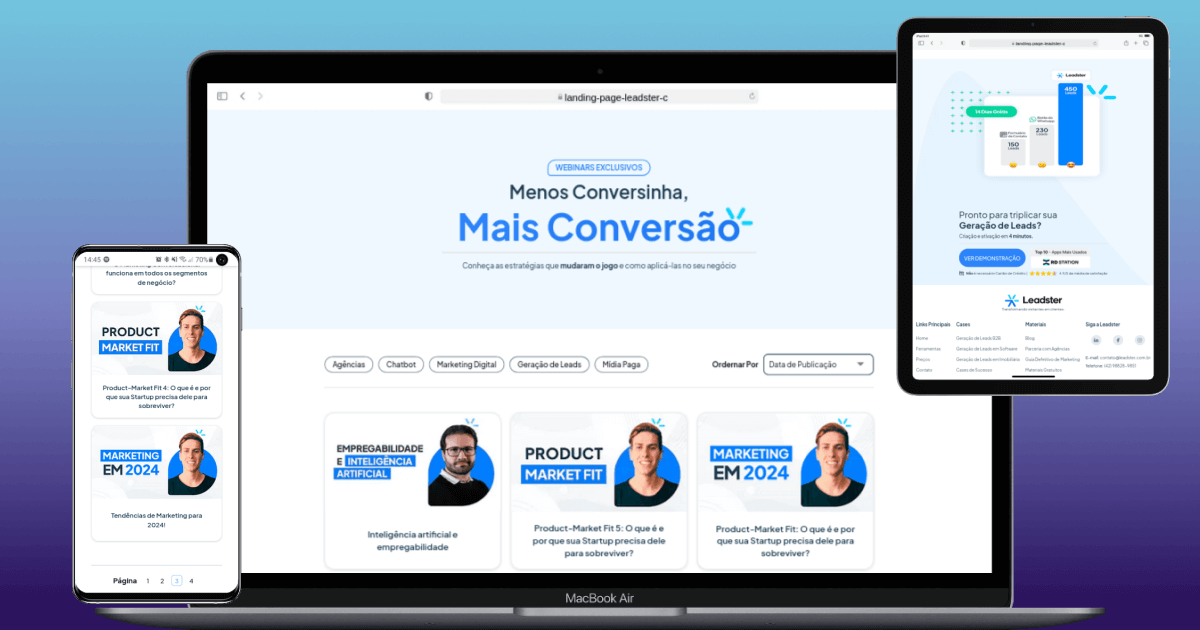 landing-page-leadster-c
WEBINARS EXCLUSIVOS
Menos Conversinha,
Mais Conversão
Conheça as estratégias que mudaram o jogo e como aplicá-las no seu negócio
Agências
Chatbot
Marketing Digital
Geração de Leads
Mídia Paga
Ordernar Por
Data de Publicação
EMPREGABILIDADE
E INTELIGÊNCIA
ARTIFICIAL
Inteligência artificial e
empregabilidade
PRODUCT
MARKET FIT
Product-Market Fit 5: O que é e
por que sua Startup precisa dele
para sobreviver?
MARKETING
EM 2024
Product-Market Fit: O que é e por
que sua Startup precisa dele para
sobreviver?
MacBook Air
14:45
70%
funciona em todos os segmentos
de negócio?
PRODUCT
MARKET FIT
Product-Market Fit 4: O que é e por
que sua Startup precisa dele para
sobreviver?
MARKETING
EM 2024
Tendências de Marketing para
2024!
Página 1 2 3 4
landing-page-leadster-c
Leadster
450
LEADS
14 Dias Grátis
230
LEADS
150
LEADS
Pronto para triplicar sua
Geração de Leads?
Criação e ativação em 4 minutos.
VER DEMONSTRAÇÃO
Top 10 - Apps Mais Usados
RD STATION
Leadster
Links Principais
Home
Ferramentas
Preços
Contato
Cases
Geração de Leads B2B
Geração de Leads em Software
Geração de Leads em Imobiliária
Cases de Sucesso
Materiais
Blog
Parceria com Agências
Guia Definitivo de Marketing
Materiais Gratuitos
Siga a Leadster
E-mail: contato@leadster.com.br